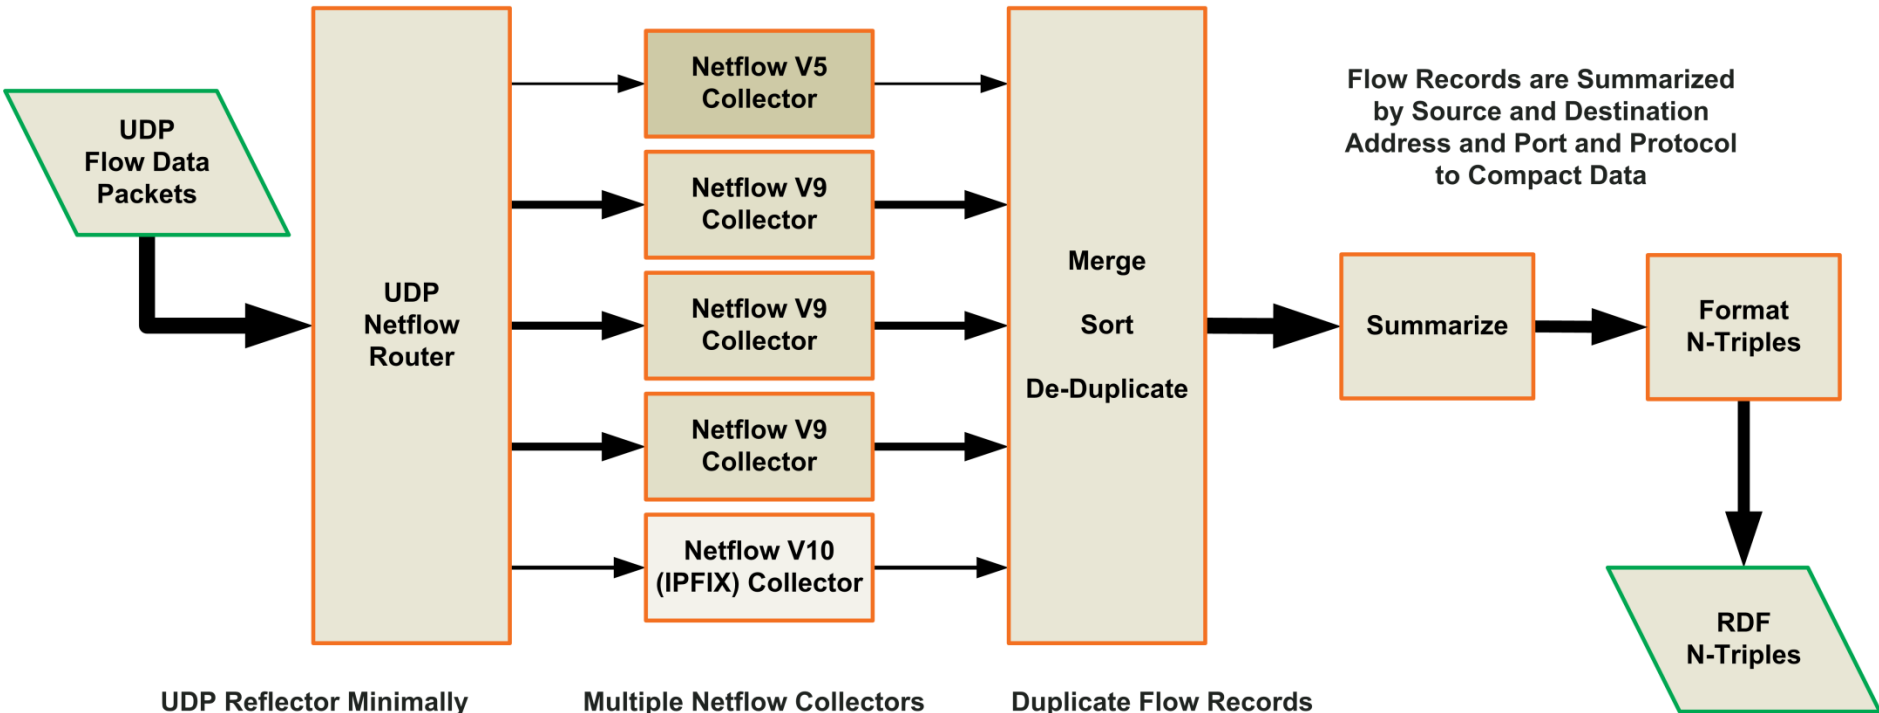 UDP
Flow Data
Packets
UDP
Netflow
Router
Netflow V5
Collector
Netflow V9
Collector
Netflow V9
Collector
Netflow V9
Collector
Netflow V10
(IPFIX) Collector
Merge
Sort
De-Duplicate
Flow Records are Summarized
by Source and Destination
Address and Port and Protocol
to Compact Data
Summarize
Format
N-Triples
RDF
N-Triples
UDP Reflector Minimally
Multiple Netflow Collectors
Duplicate Flow Records